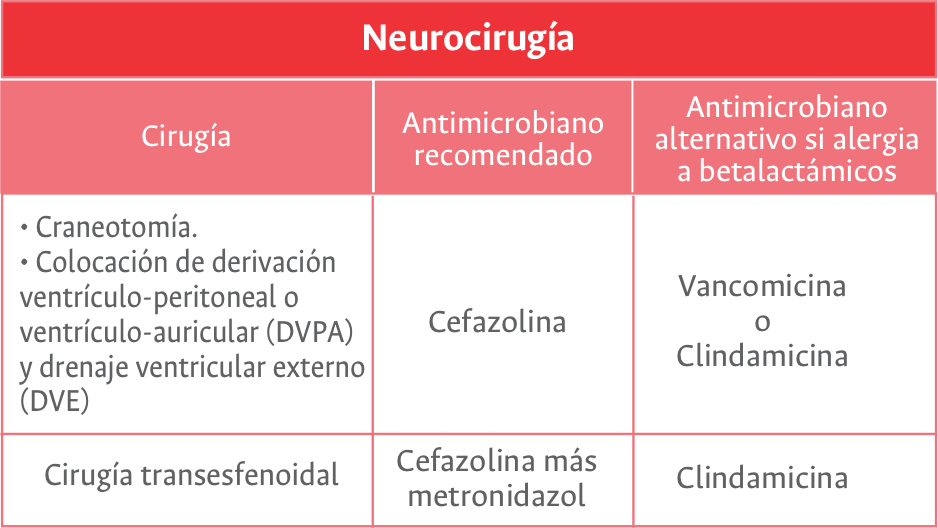 Neurocirugía
Cirugía
Antimicrobiano
recomendado
Antimicrobiano
alternativo si alergia
a betalactámicos
• Craneotomía.
• Colocación de derivación
ventrículo-peritoneal o
ventrículo-auricular (DVPA)
y drenaje ventricular externo
(DVE)
Cefazolina
Vancomicina
o
Clindamicina
Cirugía transesfenoidal
Cefazolina más
metronidazol
Clindamicina